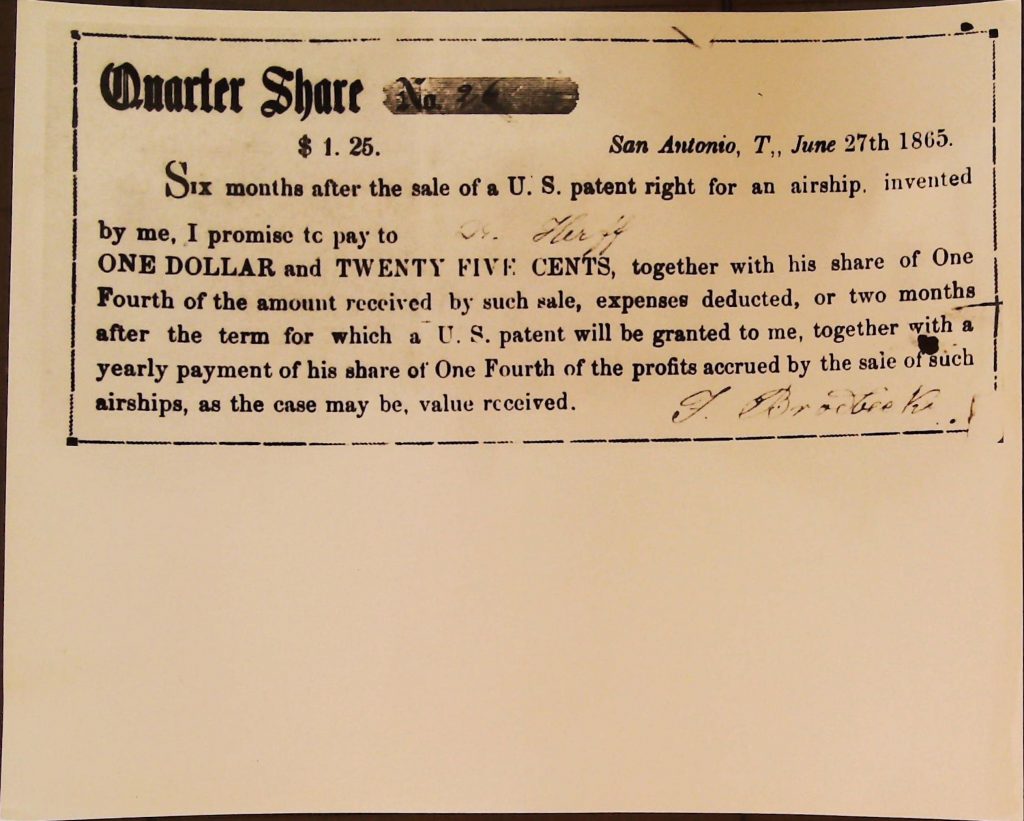 Quarter Share No. 26
$ 1. 25. San Antonio, T,, June 27th 1865.
Six months after the sale of a U. S. patent right for an airship, invented
by me, I promise to pay to Herff
ONE DOLLAR and TWENTY FIVE CENTS, together with his share of One
Fourth of the amount received by such sale, expenses deducted, or two months
after the term for which a U. S. patent will be granted to me, together with a
yearly payment of his share of One Fourth of the profits accrued by the sale of such
airships, as the case may be, value received. J. Brodbeck